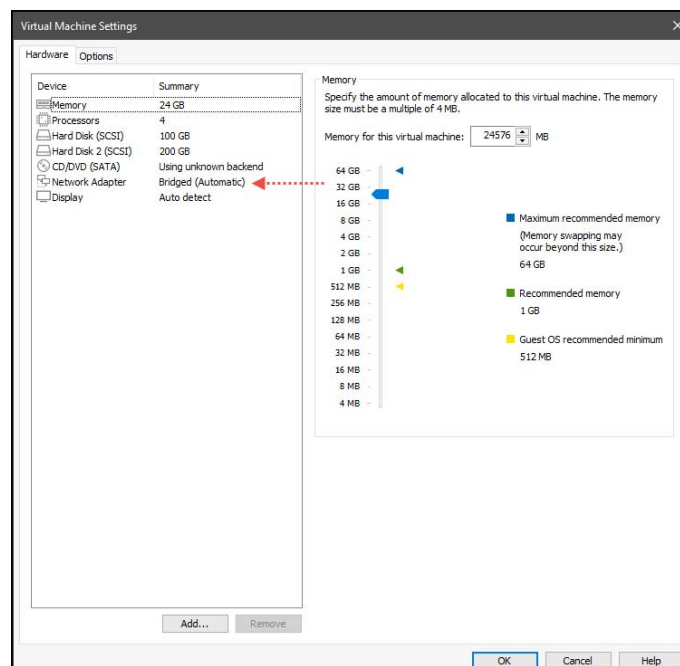 Virtual Machine Settings
Hardware
Options
Device Summary
Memory 24 GB
Processors 4
Hard Disk (SCSI) 100 GB
Hard Disk 2 (SCSI) 200 GB
CD/DVD (SATA) Using unknown backend
Network Adapter Bridged (Automatic)
Display Auto detect
Add...
Remove
Memory
Specify the amount of memory allocated to this virtual machine. The memory
size must be a multiple of 4 MB.
Memory for this virtual machine: 24576 MB
64 GB
32 GB
16 GB
8 GB
4 GB
2 GB
1 GB
512 MB
256 MB
128 MB
64 MB
32 MB
16 MB
8 MB
4 MB
Maximum recommended memory
(Memory swapping may
occur beyond this size.)
64 GB
Recommended memory
1 GB
Guest OS recommended minimum
512 MB
OK
Cancel
Help